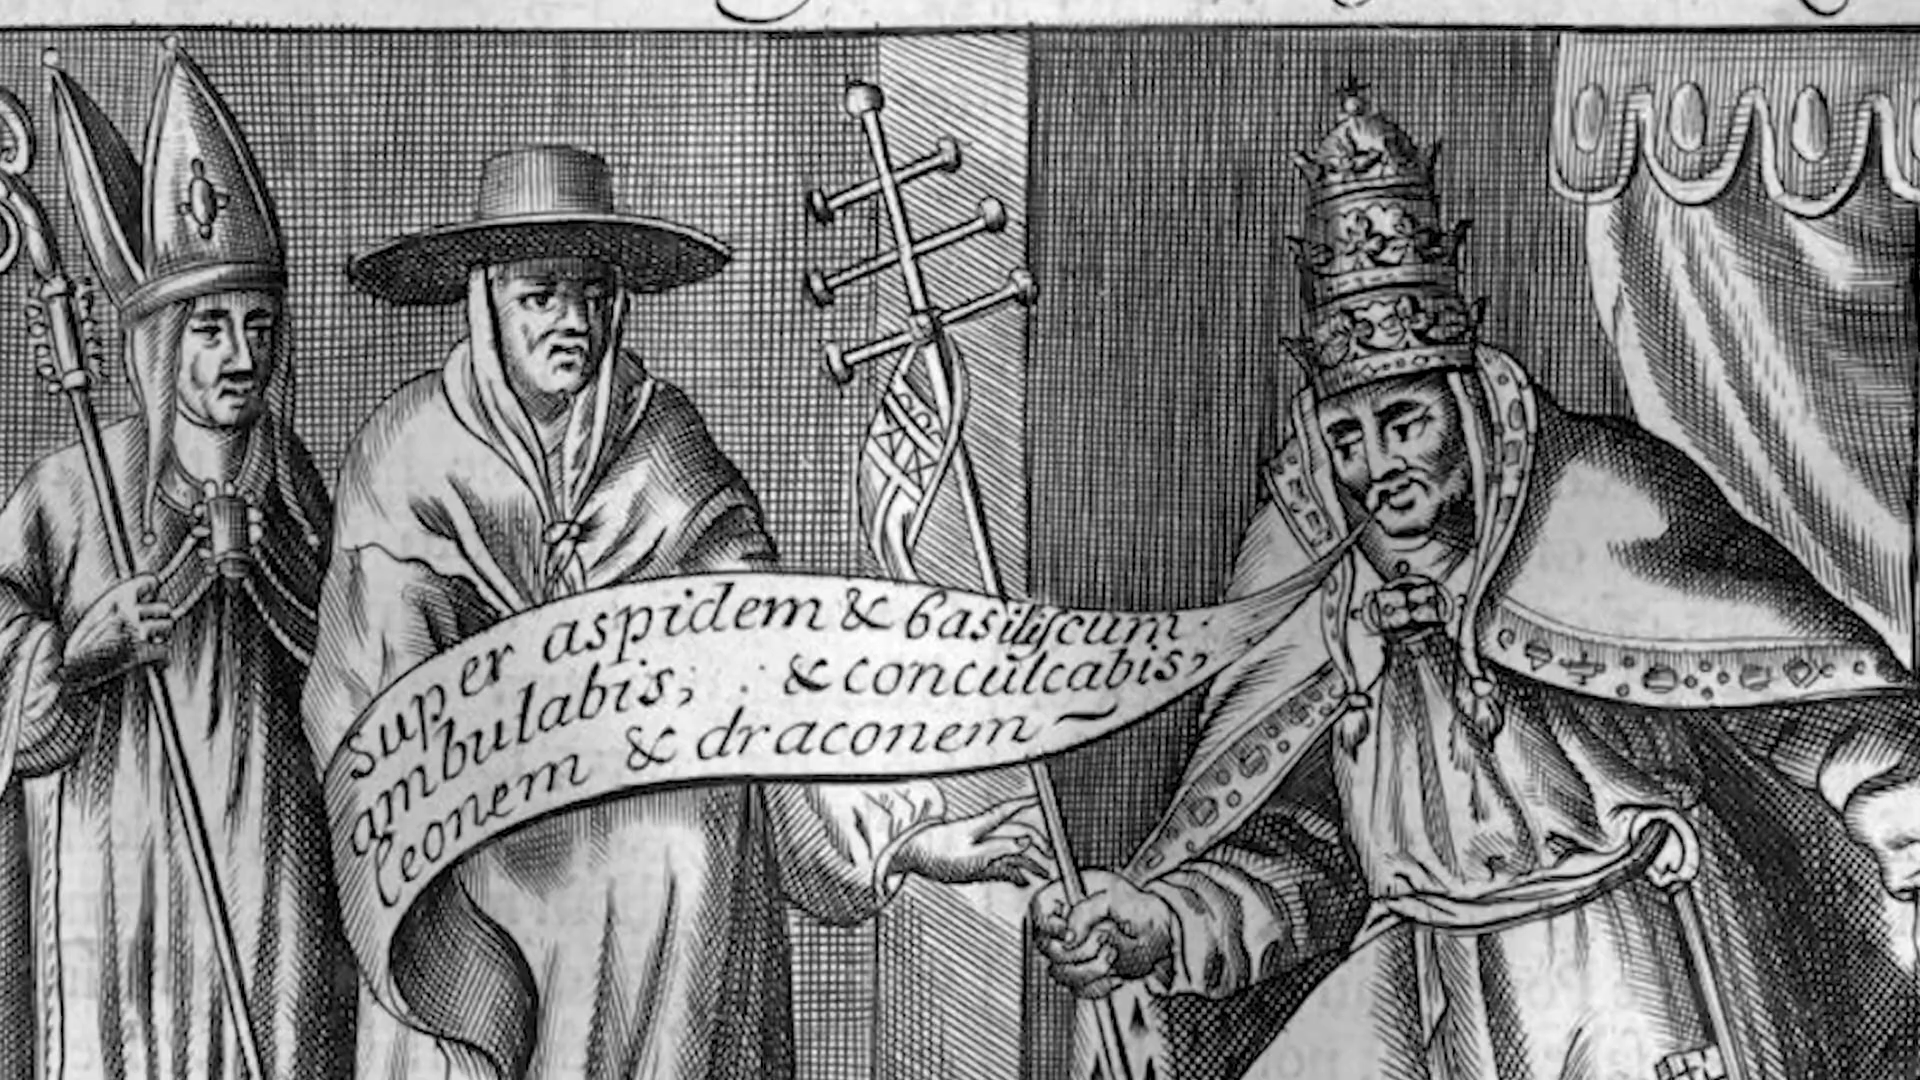 super aspidem & basiliscum
ambulabis, & conculcabis,
leonem & draconem